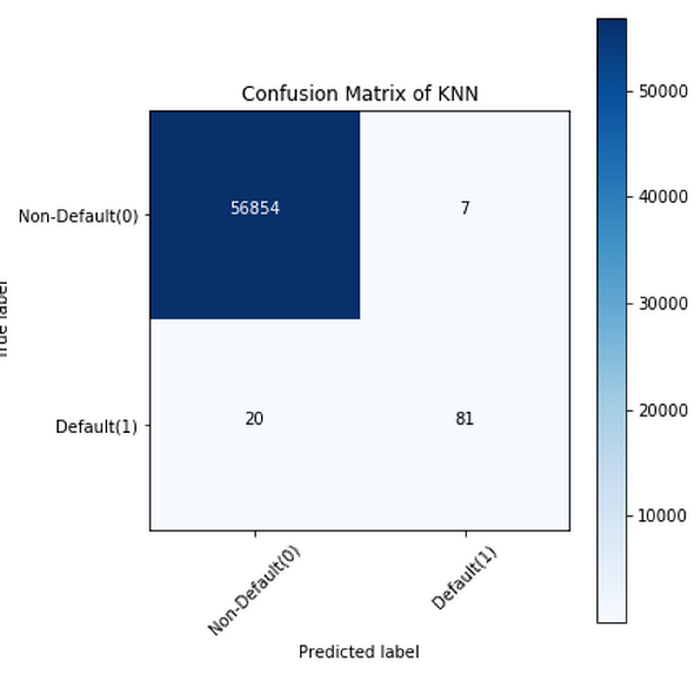 Confusion Matrix of KNN
Non-Default(0)
56854
7
Default(1)
20
81
Non-Default(0)
Default(1)
Predicted label
label
50000
40000
30000
20000
10000